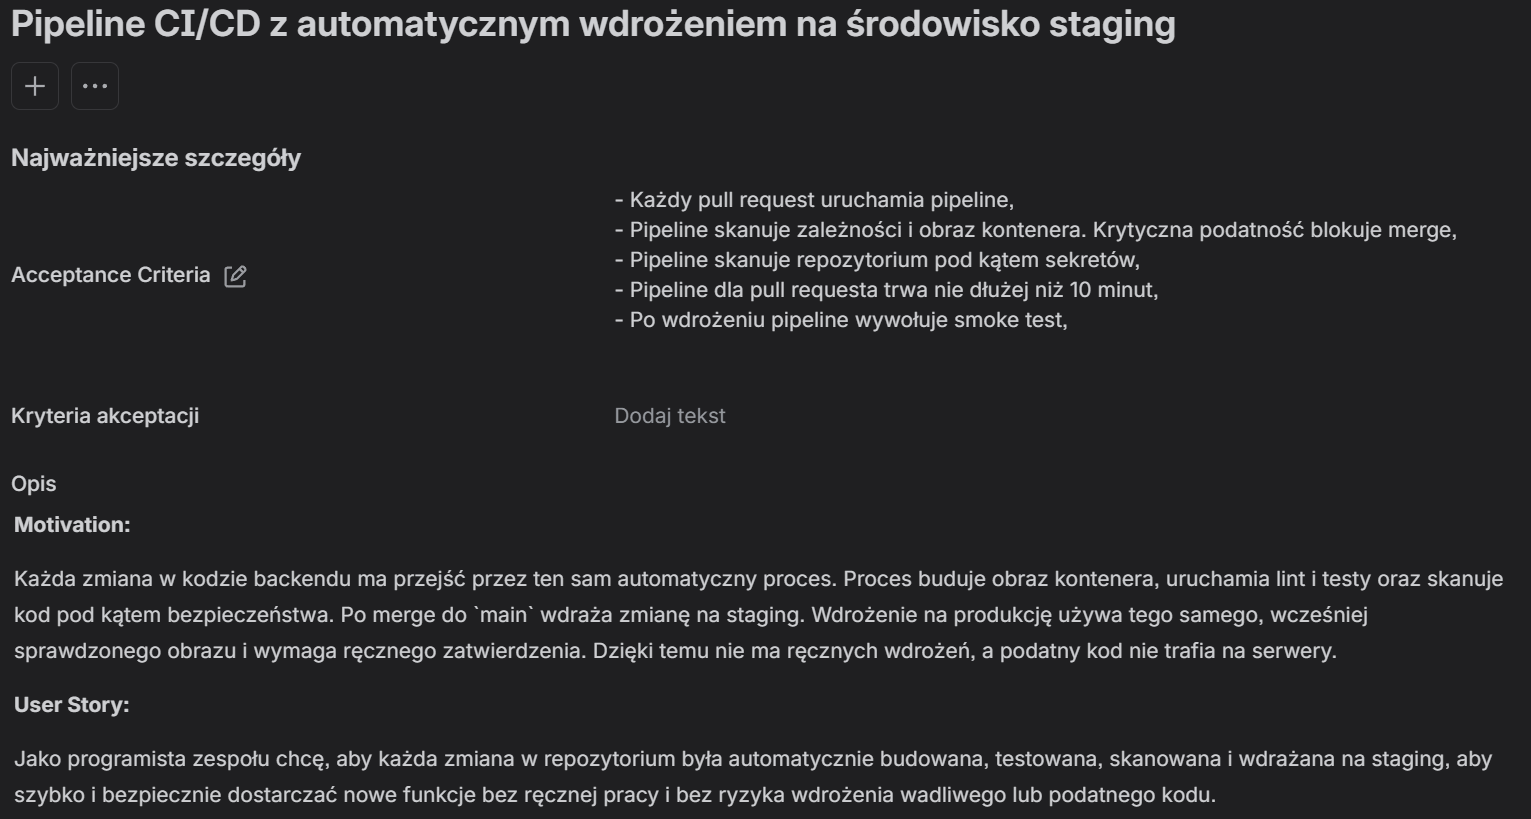 Pipeline CI/CD z automatycznym wdrożeniem na środowisko staging
Najważniejsze szczegóły
Acceptance Criteria
- Każdy pull request uruchamia pipeline,
- Pipeline skanuje zależności i obraz kontenera. Krytyczna podatność blokuje merge,
- Pipeline skanuje repozytorium pod kątem sekretów,
- Pipeline dla pull requesta trwa nie dłużej niż 10 minut,
- Po wdrożeniu pipeline wywołuje smoke test,
Kryteria akceptacji
Dodaj tekst
Opis
Motivation:
Każda zmiana w kodzie backendu ma przejść przez ten sam automatyczny proces. Proces buduje obraz kontenera, uruchamia lint i testy oraz skanuje
kod pod kątem bezpieczeństwa. Po merge do `main` wdraża zmianę na staging. Wdrożenie na produkcję używa tego samego, wcześniej
sprawdzonego obrazu i wymaga ręcznego zatwierdzenia. Dzięki temu nie ma ręcznych wdrożeń, a podatny kod nie trafia na serwery.
User Story:
Jako programista zespołu chcę, aby każda zmiana w repozytorium była automatycznie budowana, testowana, skanowana i wdrażana na staging, aby
szybko i bezpiecznie dostarczać nowe funkcje bez ręcznej pracy i bez ryzyka wdrożenia wadliwego lub podatnego kodu.